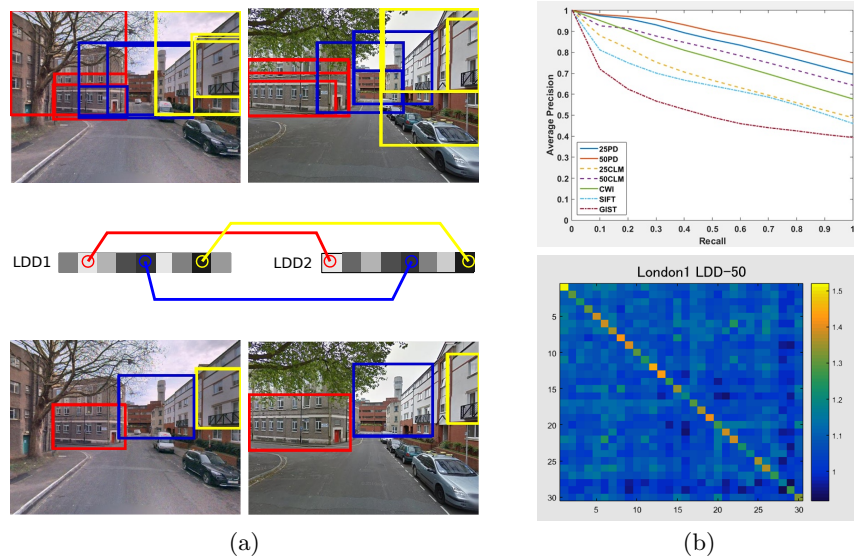 LDD1
LDD2
(a)
Average Precision
1
0.9
0.8
0.7
0.6
0.5
0.4
0.3
0.2
0.1
0
25PD
50PD
25CLM
50CLM
CWI
SIFT
GIST
0 0.1 0.2 0.3 0.4 0.5 0.6 0.7 0.8 0.9 1
Recall
London1 LDD-50
5
10
15
20
25
30
5 10 15 20 25 30
1.5
1.4
1.3
1.2
1.1
1
(b)